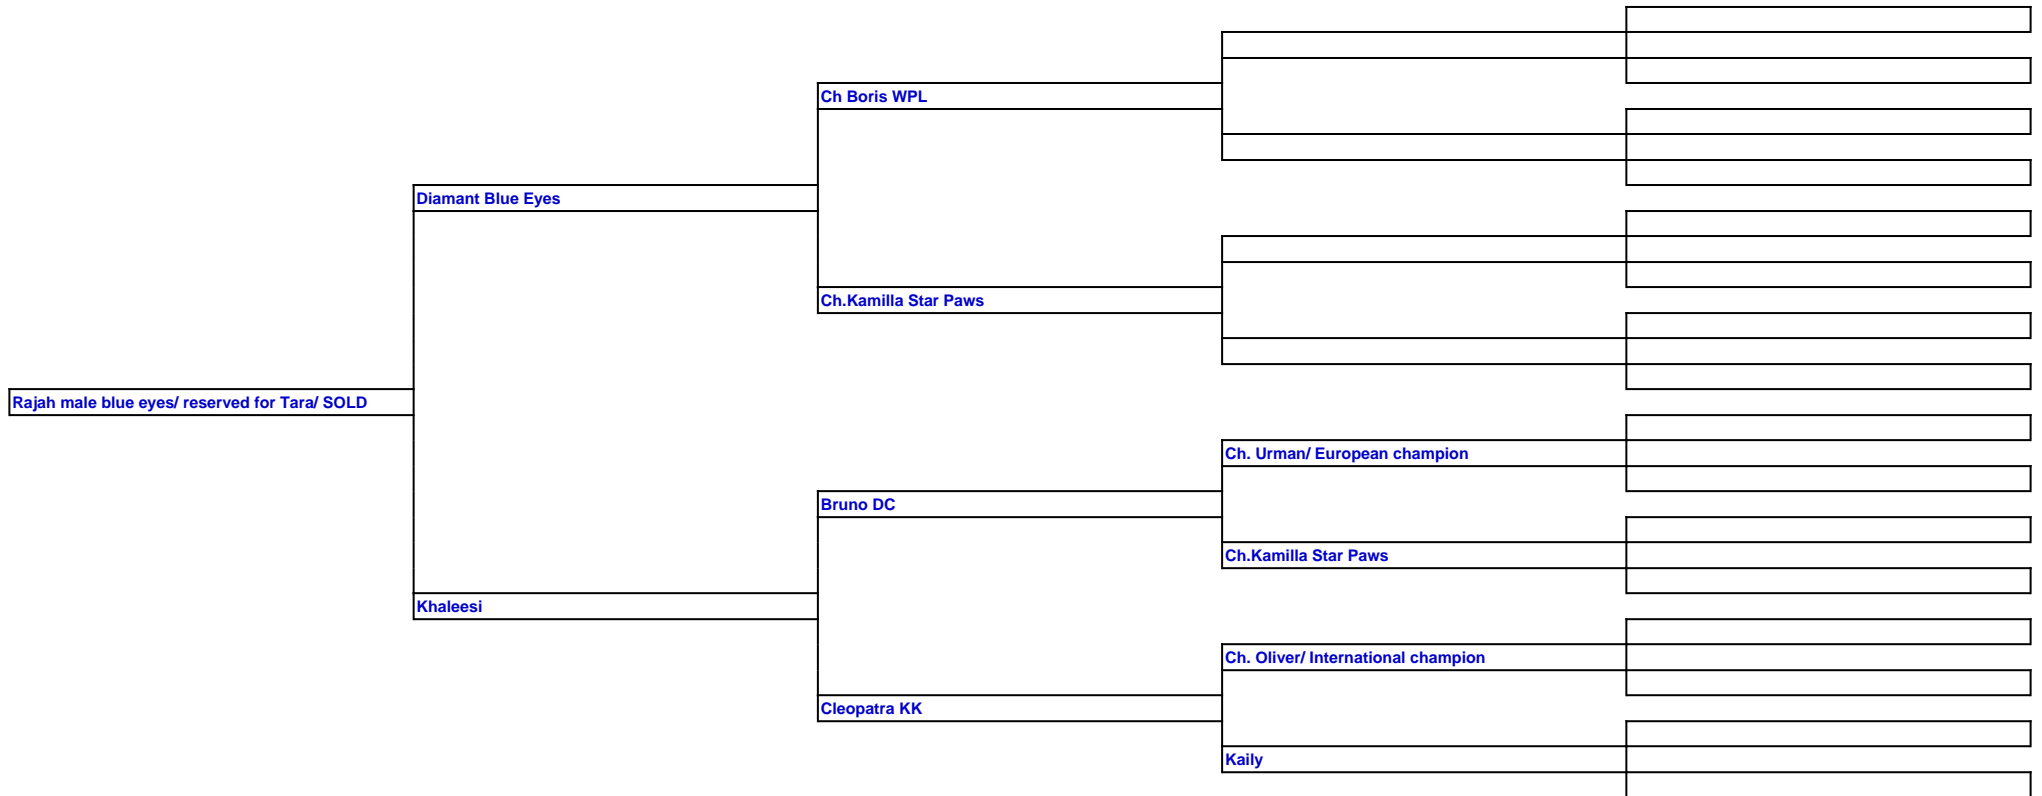 Ch Boris WPL
Diamant Blue Eyes
Ch.Kamilla Star Paws
Rajah male blue eyes/ reserved for Tara/ SOLD
Ch. Urman/ European champion
Bruno DC
Ch.Kamilla Star Paws
Khaleesi
Ch. Oliver/ International champion
Cleopatra KK
Kaily